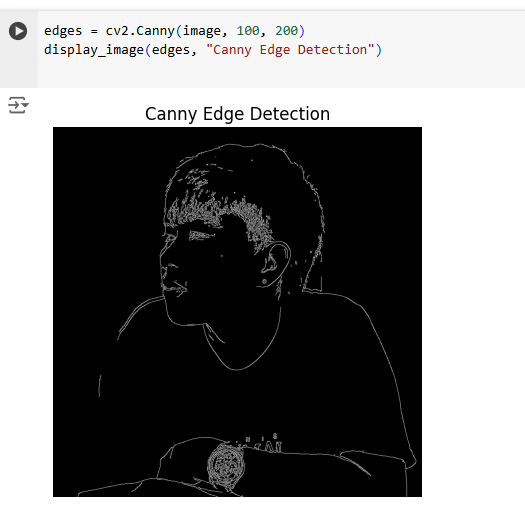 edges = cv2.Canny(image, 100, 200)
display_image(edges, "Canny Edge Detection")
Canny Edge Detection